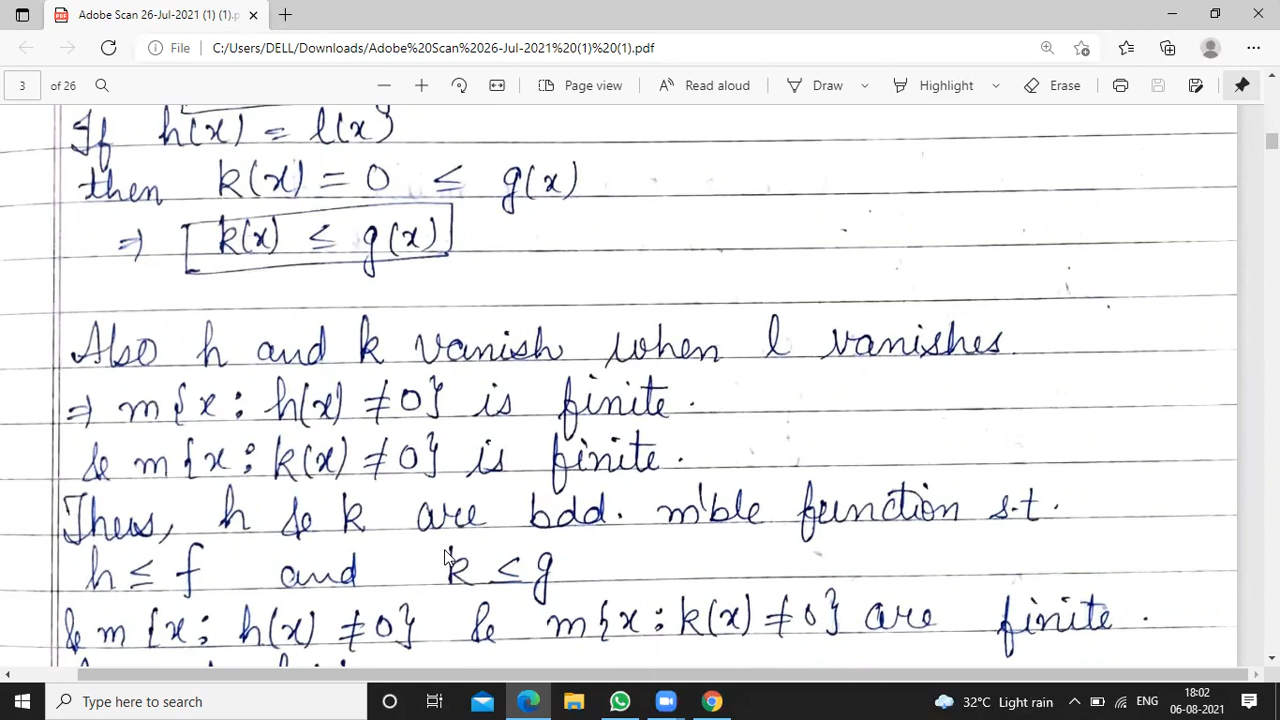 Adobe Scan 26-Jul-2021 (1) (1).p
File C:/Users/DELL/Downloads/Adobe%20Scan%2026-Jul-2021%20(1)%20(1).pdf
3 of 26 Page view Read aloud Draw Highlight Erase
If h(x) = l(x)
then k(x) = 0 ≤ g(x)
⇒ k(x) ≤ g(x)
Also h and k vanish when l vanishes.
⇒ m{x : h(x) ≠ 0} is finite.
& m{x : k(x) ≠ 0} is finite.
Thus, h & k are bdd. m'ble function s.t.
h ≤ f and k ≤ g
& m{x : h(x) ≠ 0} & m{x : k(x) ≠ 0} are finite.
Type here to search 32°C Light rain ENG 18:02
06-08-2021